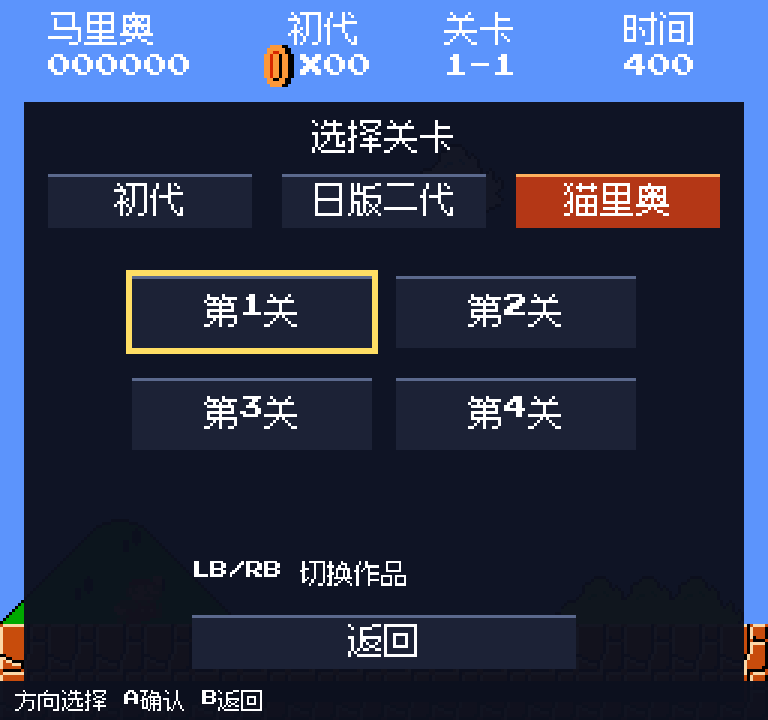 马里奥 初代 关卡 时间
000000 x00 1-1 400
选择关卡
初代 日版二代 猫里奥
第1关 第2关
第3关 第4关
LB/RB 切换作品
返回
方向选择 A确认 B返回